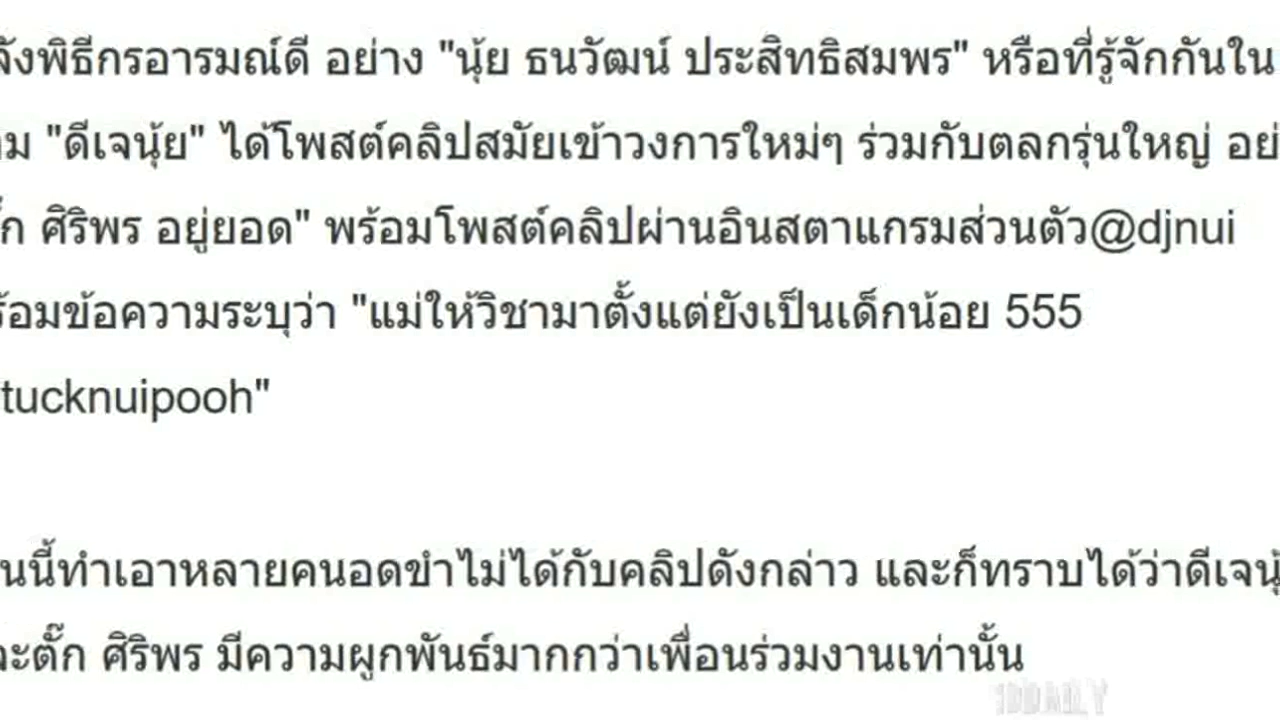 ลังพิธีกรอารมณ์ดี อย่าง "นุ้ย ธนวัฒน์ ประสิทธิสมพร" หรือที่รู้จักกันใน
าม "ดีเจนุ้ย" ได้โพสต์คลิปสมัยเข้าวงการใหม่ๆ ร่วมกับตลกรุ่นใหญ่ อย่
ก ศิริพร อยู่ยอด" พร้อมโพสต์คลิปผ่านอินสตาแกรมส่วนตัว@djnui
ร้อมข้อความระบุว่า "แม่ให้วิชามาตั้งแต่ยังเป็นเด็กน้อย 555
tucknuipooh"
นนี้ทำเอาหลายคนอดขำไม่ได้กับคลิปดังกล่าว และก็ทราบได้ว่าดีเจนุ้
ละตั๊ก ศิริพร มีความผูกพันธ์มากกว่าเพื่อนร่วมงานเท่านั้น